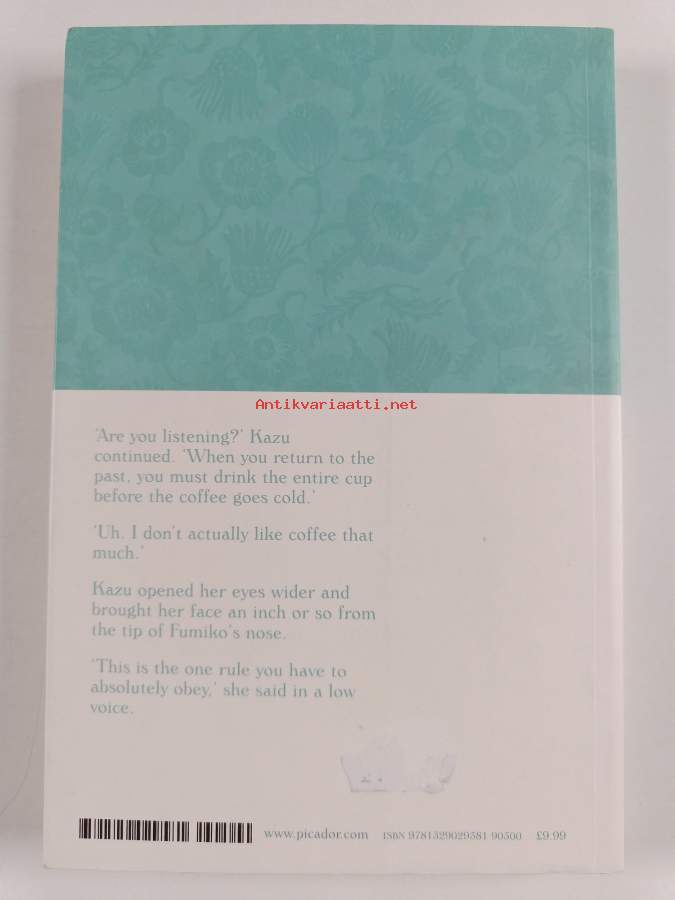 Antikvariaatti.net
'Are you listening?' Kazu
continued. 'When you return to the
past, you must drink the entire cup
before the coffee goes cold.'
'Uh. I don't actually like coffee that
much.'
Kazu opened her eyes wider and
brought her face an inch or so from
the tip of Fumiko's nose.
'This is the one rule you have to
absolutely obey,' she said in a low
voice.
www.picador.com ISBN 9781529029581 90500 £9.99